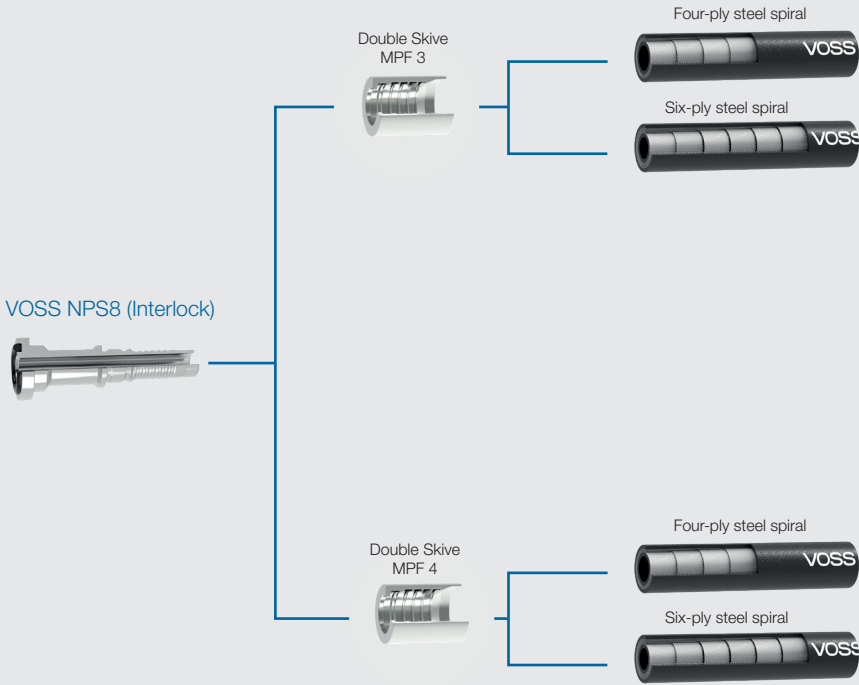 Four-ply steel spiral
VOSS
Double Skive
MPF 3
Six-ply steel spiral
VOSS
VOSS NPS8 (Interlock)
Four-ply steel spiral
VOSS
Double Skive
MPF 4
Six-ply steel spiral
VOSS